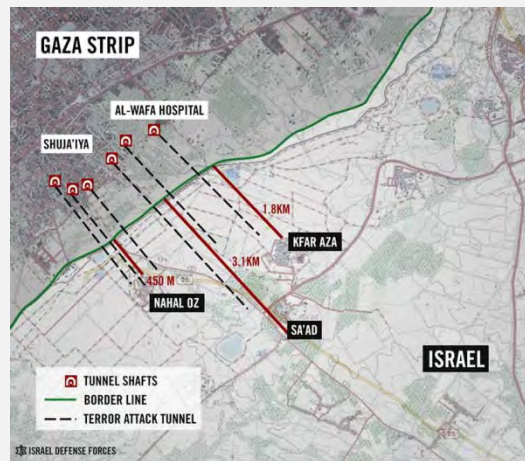 GAZA STRIP
AL-WAFA HOSPITAL
SHUJA'IYA
1.8KM
KFAR AZA
3.1KM
450 M
NAHAL OZ
SA'AD
ISRAEL
TUNNEL SHAFTS
BORDER LINE
TERROR ATTACK TUNNEL
ISRAEL DEFENSE FORCES